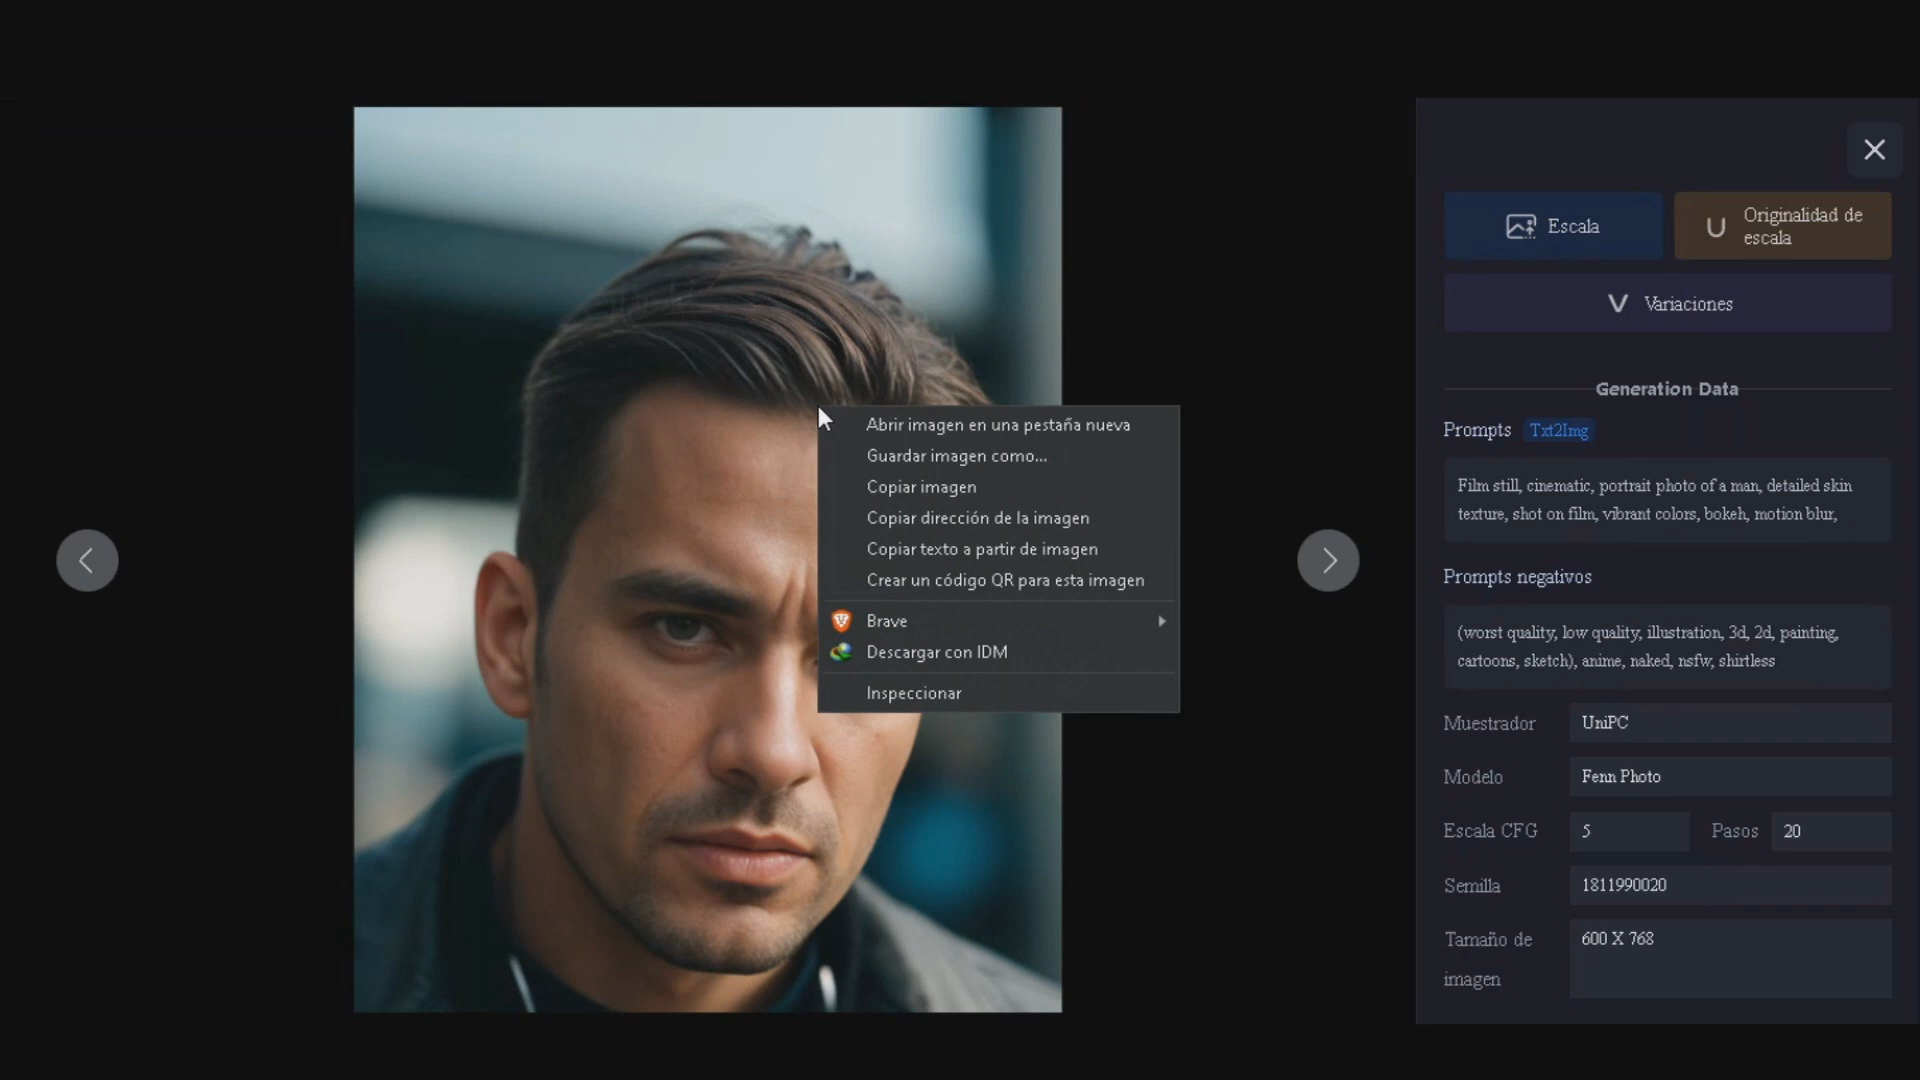 Abrir imagen en una pestaña nueva
Guardar imagen como...
Copiar imagen
Copiar dirección de la imagen
Copiar texto a partir de imagen
Crear un código QR para esta imagen
Brave
Descargar con IDM
Inspeccionar
Escala
Originalidad de
escala
Variaciones
Generation Data
Prompts Txt2Img
Film still, cinematic, portrait photo of a man, detailed skin
texture, shot on film, vibrant colors, bokeh, motion blur,
Prompts negativos
(worst quality, low quality, illustration, 3d, 2d, painting,
cartoons, sketch), anime, naked, nsfw, shirtless
Muestrador UniPC
Modelo Fenn Photo
Escala CFG 5 Pasos 20
Semilla 1811990020
Tamaño de 600 X 768
imagen